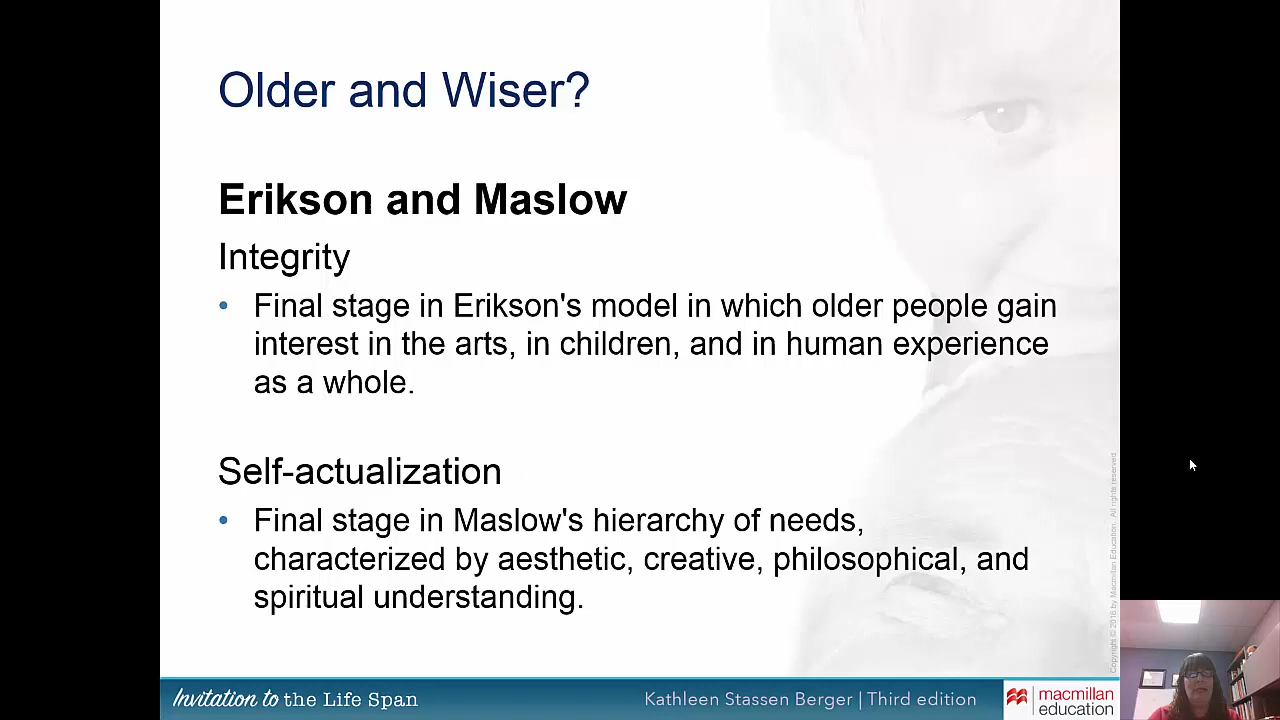 Older and Wiser?
Erikson and Maslow
Integrity
• Final stage in Erikson's model in which older people gain
interest in the arts, in children, and in human experience
as a whole.
Self-actualization
• Final stage in Maslow's hierarchy of needs,
characterized by aesthetic, creative, philosophical, and
spiritual understanding.
Copyright © 2016 by Macmillan Education. All rights reserved.
Invitation to the Life Span
Kathleen Stassen Berger | Third edition
macmillan
education